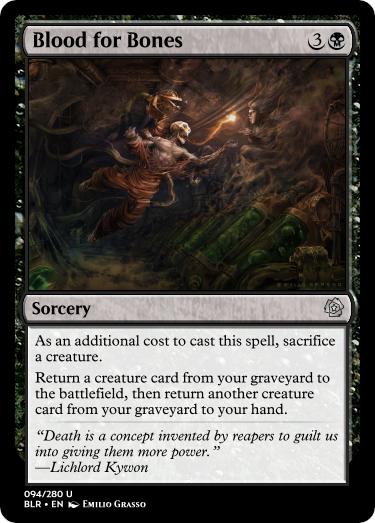 Blood for Bones 3
Sorcery
As an additional cost to cast this spell, sacrifice
a creature.
Return a creature card from your graveyard to
the battlefield, then return another creature
card from your graveyard to your hand.
“Death is a concept invented by reapers to guilt us
into giving them more power.”
—Lichlord Kywon
094/280 U
BLR • EN Emilio Grasso